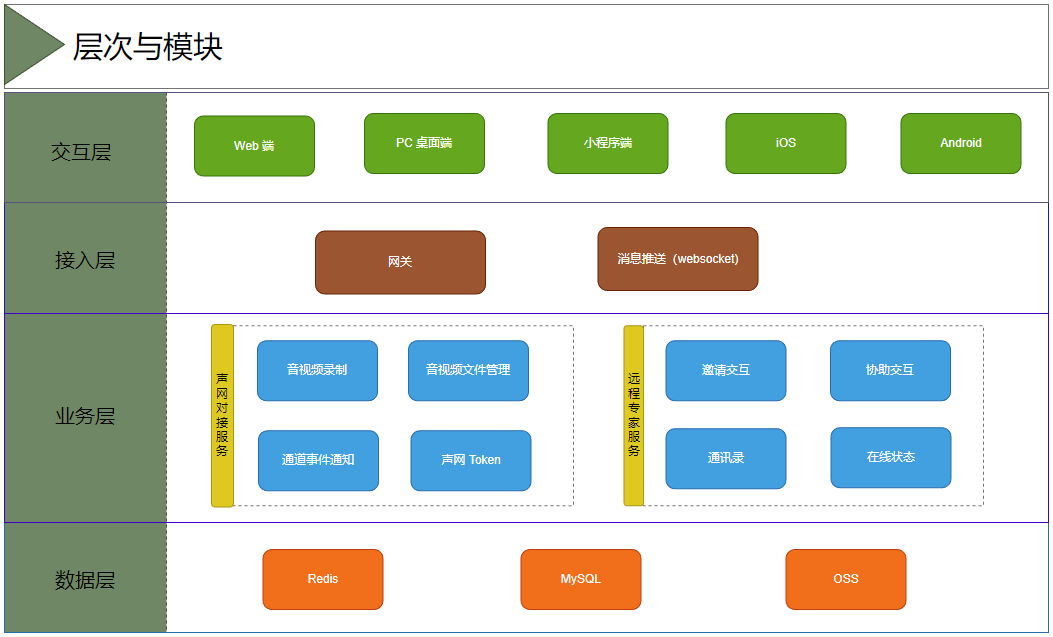 层次与模块
交互层
Web 端
PC 桌面端
小程序端
iOS
Android
接入层
网关
消息推送（websocket)
业务层
声网对接服务
音视频录制
音视频文件管理
通道事件通知
声网 Token
远程专家服务
邀请交互
协助交互
通讯录
在线状态
数据层
Redis
MySQL
OSS